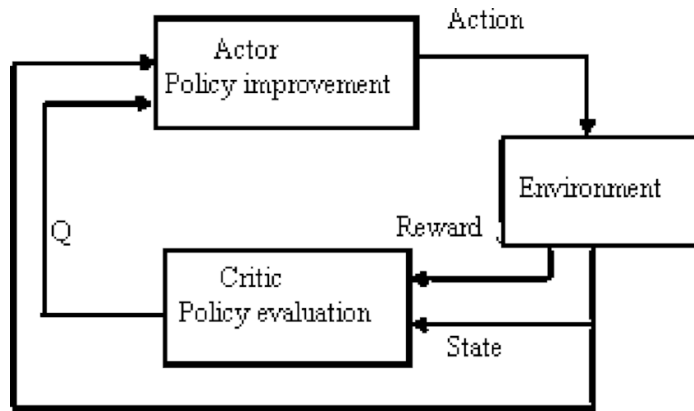 Action
Actor
Policy improvement
Environment
Q
Reward
Critic
Policy evaluation
State